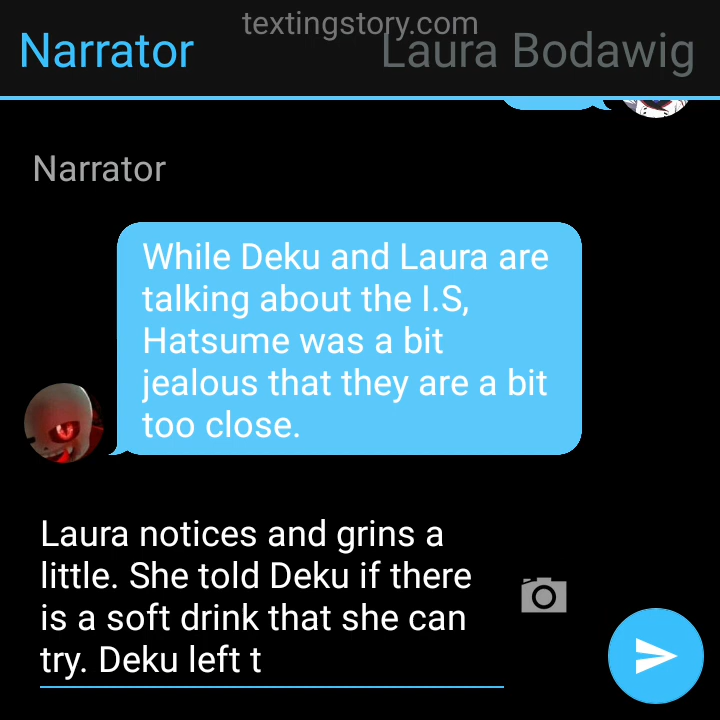 textingstory.com
Narrator
Laura Bodawig
Narrator
While Deku and Laura are
talking about the I.S,
Hatsume was a bit
jealous that they are a bit
too close.
Laura notices and grins a
little. She told Deku if there
is a soft drink that she can
try. Deku left t